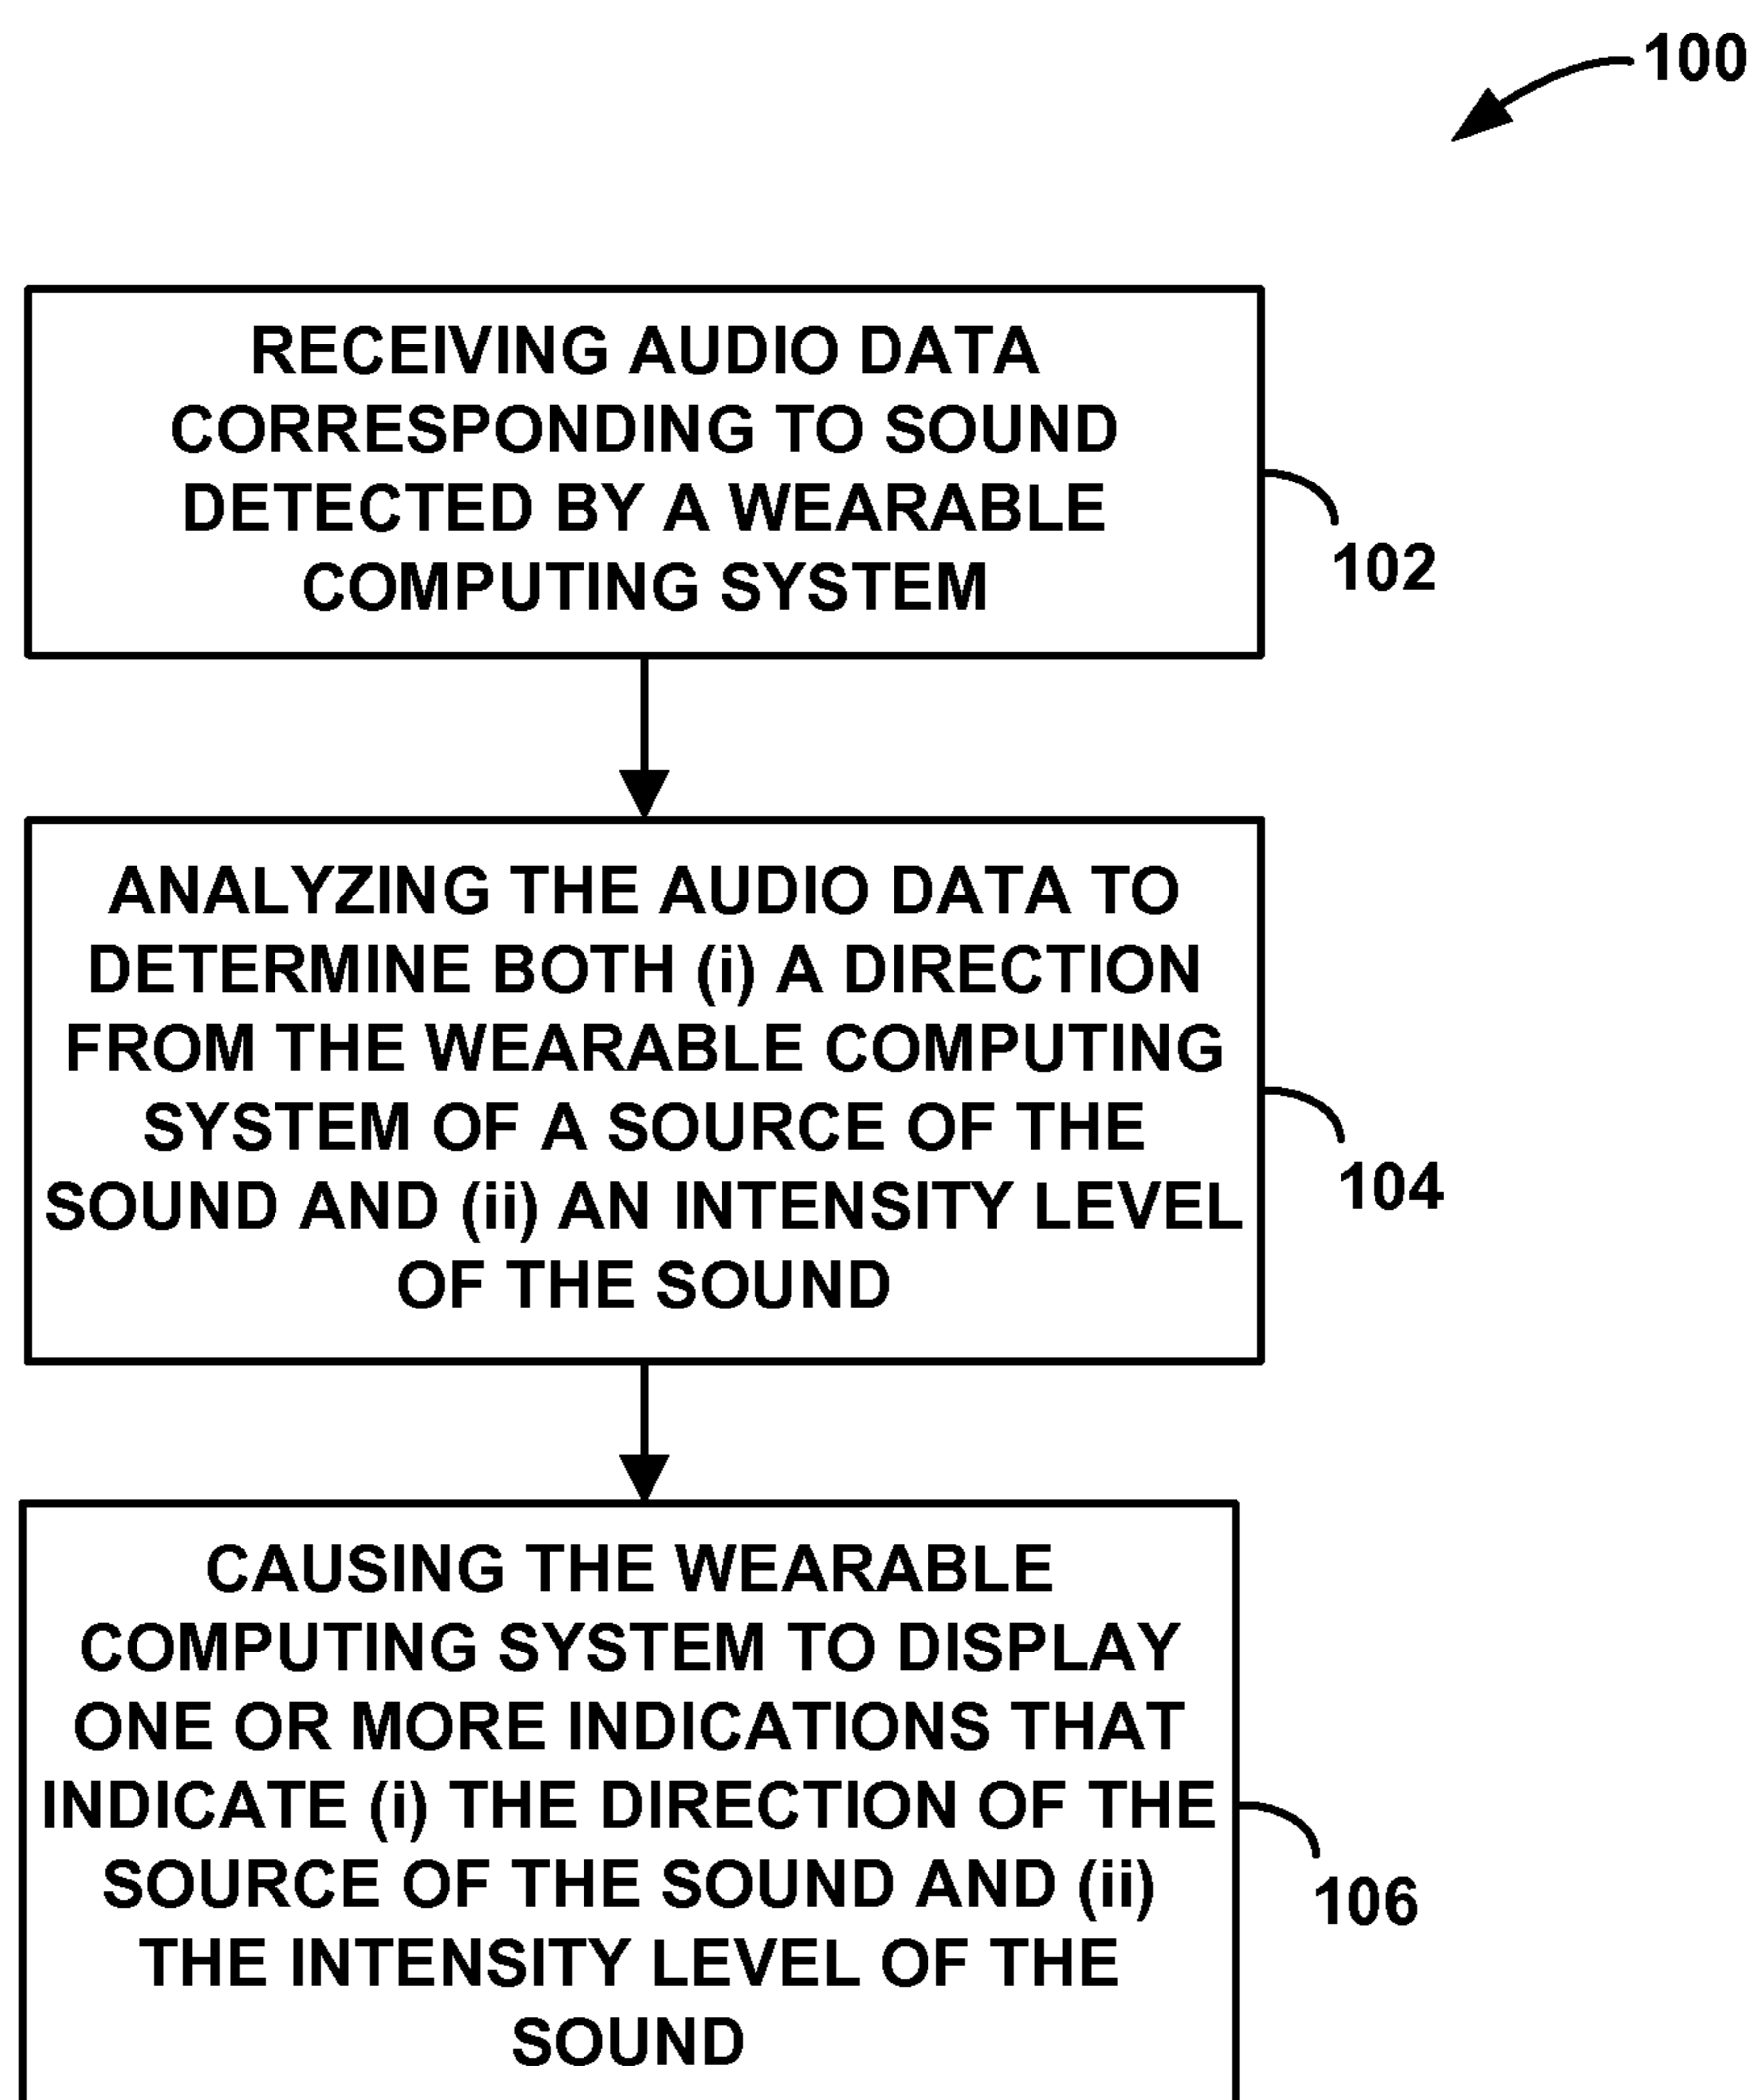 100
RECEIVING AUDIO DATA
CORRESPONDING TO SOUND
DETECTED BY A WEARABLE
COMPUTING SYSTEM
102
ANALYZING THE AUDIO DATA TO
DETERMINE BOTH (i) A DIRECTION
FROM THE WEARABLE COMPUTING
SYSTEM OF A SOURCE OF THE
SOUND AND (ii) AN INTENSITY LEVEL
OF THE SOUND
104
CAUSING THE WEARABLE
COMPUTING SYSTEM TO DISPLAY
ONE OR MORE INDICATIONS THAT
INDICATE (i) THE DIRECTION OF THE
SOURCE OF THE SOUND AND (ii)
THE INTENSITY LEVEL OF THE
SOUND
106